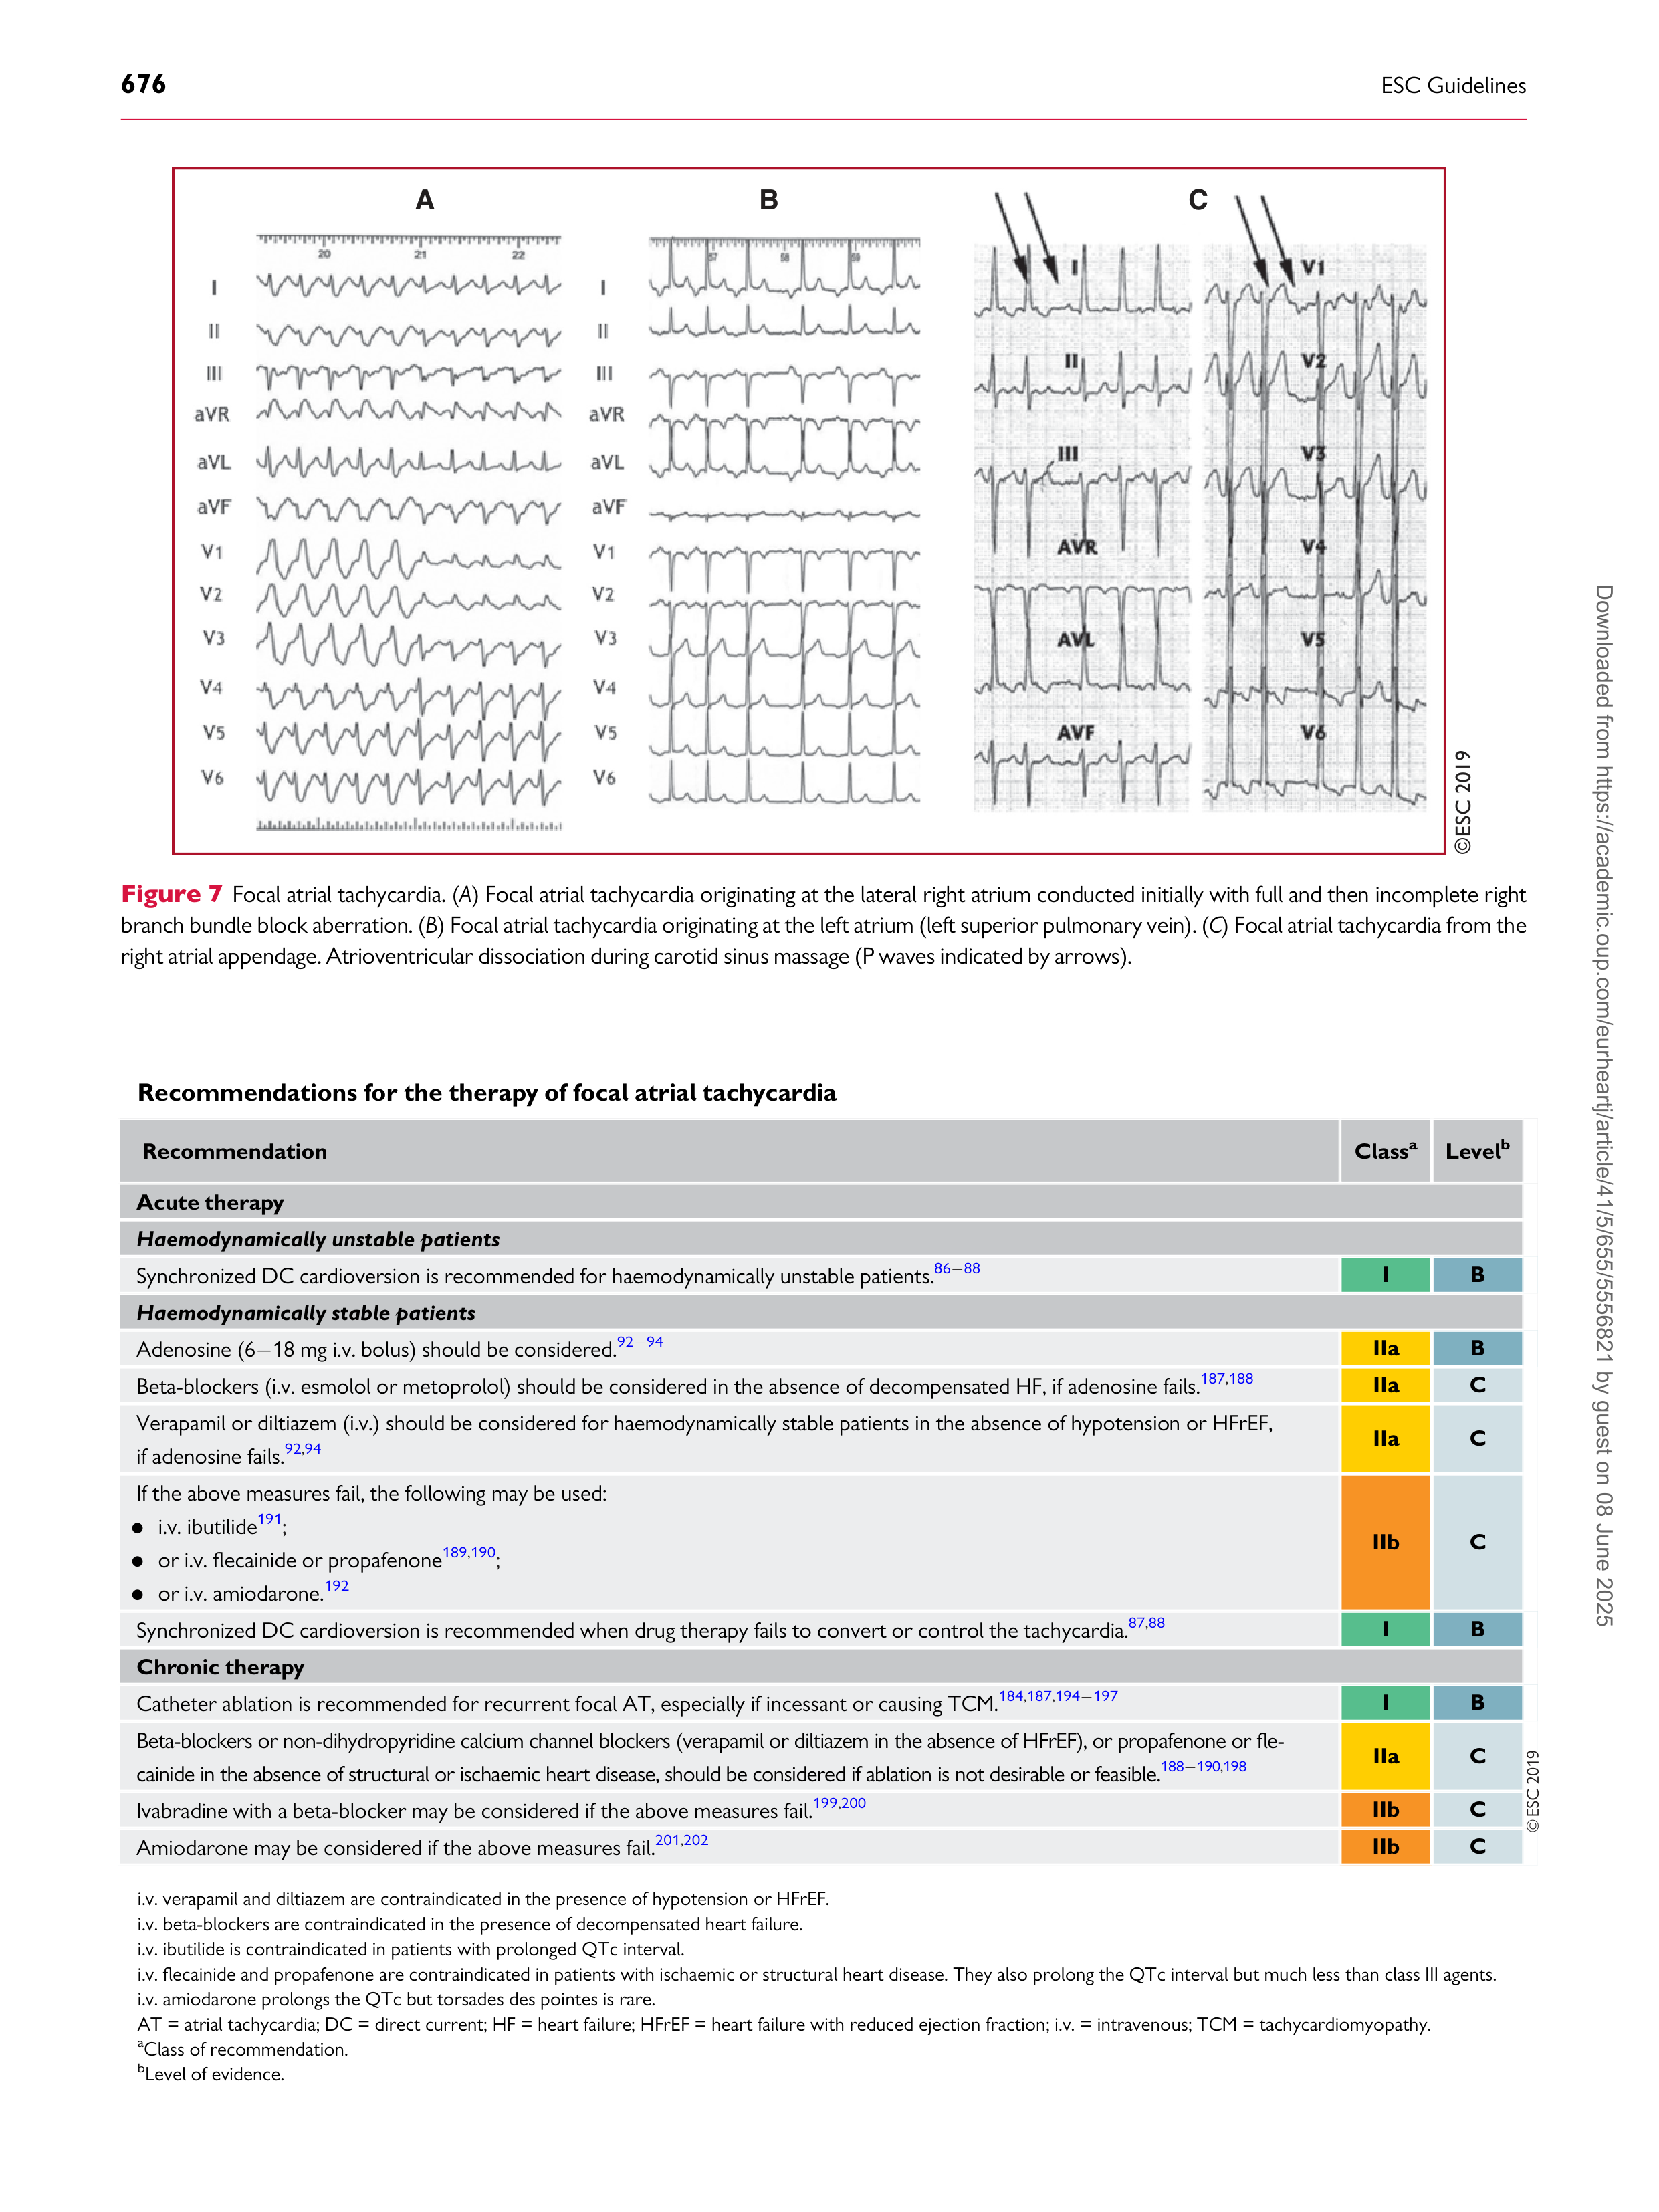 676
ESC Guidelines
A
B
C
20 21 22
I
II
III
aVR
aVL
aVF
V1
V2
V3
V4
V5
V6
57 58 59
I
II
III
aVR
aVL
aVF
V1
V2
V3
V4
V5
V6
I
II
III
AVR
AVL
AVF
V1
V2
V3
V4
V5
V6
©ESC 2019
Figure 7 Focal atrial tachycardia. (A) Focal atrial tachycardia originating at the lateral right atrium conducted initially with full and then incomplete right
branch bundle block aberration. (B) Focal atrial tachycardia originating at the left atrium (left superior pulmonary vein). (C) Focal atrial tachycardia from the
right atrial appendage. Atrioventricular dissociation during carotid sinus massage (P waves indicated by arrows).
Recommendations for the therapy of focal atrial tachycardia
Recommendation Classa Levelb
Acute therapy
Haemodynamically unstable patients
Synchronized DC cardioversion is recommended for haemodynamically unstable patients.86–88 I B
Haemodynamically stable patients
Adenosine (6–18 mg i.v. bolus) should be considered.92–94 IIa B
Beta-blockers (i.v. esmolol or metoprolol) should be considered in the absence of decompensated HF, if adenosine fails.187,188 IIa C
Verapamil or diltiazem (i.v.) should be considered for haemodynamically stable patients in the absence of hypotension or HFrEF,
if adenosine fails.92,94 IIa C
If the above measures fail, the following may be used:
● i.v. ibutilide191;
● or i.v. flecainide or propafenone189,190;
● or i.v. amiodarone.192
IIb C
Synchronized DC cardioversion is recommended when drug therapy fails to convert or control the tachycardia.87,88 I B
Chronic therapy
Catheter ablation is recommended for recurrent focal AT, especially if incessant or causing TCM.184,187,194–197 I B
Beta-blockers or non-dihydropyridine calcium channel blockers (verapamil or diltiazem in the absence of HFrEF), or propafenone or fle-
cainide in the absence of structural or ischaemic heart disease, should be considered if ablation is not desirable or feasible.188–190,198 IIa C
Ivabradine with a beta-blocker may be considered if the above measures fail.199,200 IIb C
Amiodarone may be considered if the above measures fail.201,202 IIb C
©ESC 2019
i.v. verapamil and diltiazem are contraindicated in the presence of hypotension or HFrEF.
i.v. beta-blockers are contraindicated in the presence of decompensated heart failure.
i.v. ibutilide is contraindicated in patients with prolonged QTc interval.
i.v. flecainide and propafenone are contraindicated in patients with ischaemic or structural heart disease. They also prolong the QTc interval but much less than class III agents.
i.v. amiodarone prolongs the QTc but torsades des pointes is rare.
AT = atrial tachycardia; DC = direct current; HF = heart failure; HFrEF = heart failure with reduced ejection fraction; i.v. = intravenous; TCM = tachycardiomyopathy.
aClass of recommendation.
bLevel of evidence.
Downloaded from https://academic.oup.com/eurheartj/article/41/5/655/5556821 by guest on 08 June 2025